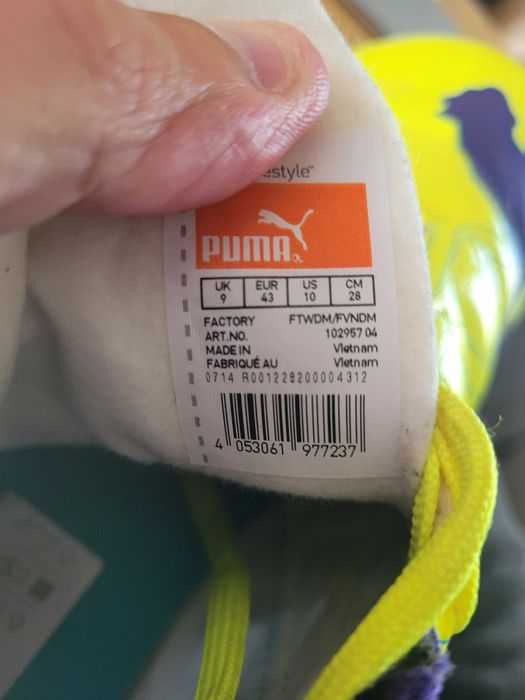 PUMA
UK EUR US CM
9 43 10 28
FACTORY FTWDM/FVNDM
ART.NO. 102957 04
MADE IN Vietnam
FABRIQUÉ AU Vietnam
0714 R001228200004312
4 053061 977237